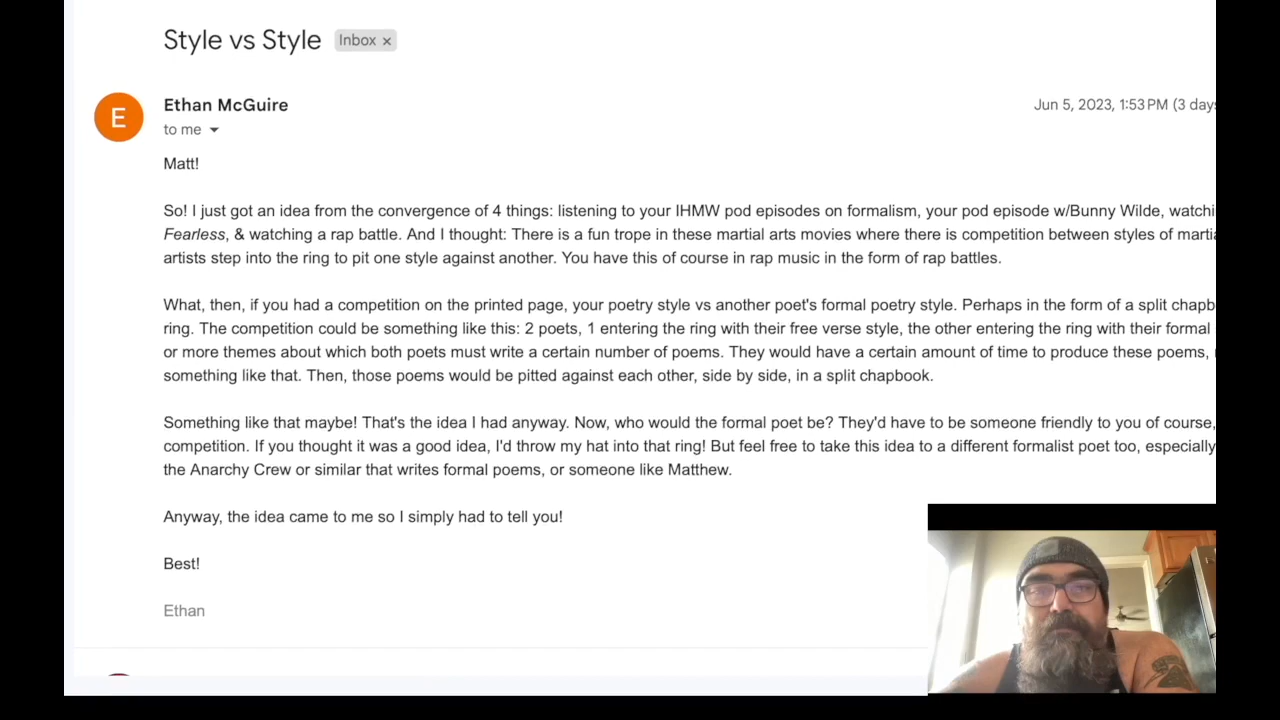 Style vs Style Inbox ×
E
Ethan McGuire
Jun 5, 2023, 1:53 PM (3 days
to me
Matt!
So! I just got an idea from the convergence of 4 things: listening to your IHMW pod episodes on formalism, your pod episode w/Bunny Wilde, watchi
Fearless, & watching a rap battle. And I thought: There is a fun trope in these martial arts movies where there is competition between styles of martia
artists step into the ring to pit one style against another. You have this of course in rap music in the form of rap battles.
What, then, if you had a competition on the printed page, your poetry style vs another poet's formal poetry style. Perhaps in the form of a split chapb
ring. The competition could be something like this: 2 poets, 1 entering the ring with their free verse style, the other entering the ring with their formal
or more themes about which both poets must write a certain number of poems. They would have a certain amount of time to produce these poems,
something like that. Then, those poems would be pitted against each other, side by side, in a split chapbook.
Something like that maybe! That's the idea I had anyway. Now, who would the formal poet be? They'd have to be someone friendly to you of course,
competition. If you thought it was a good idea, I'd throw my hat into that ring! But feel free to take this idea to a different formalist poet too, especially
the Anarchy Crew or similar that writes formal poems, or someone like Matthew.
Anyway, the idea came to me so I simply had to tell you!
Best!
Ethan